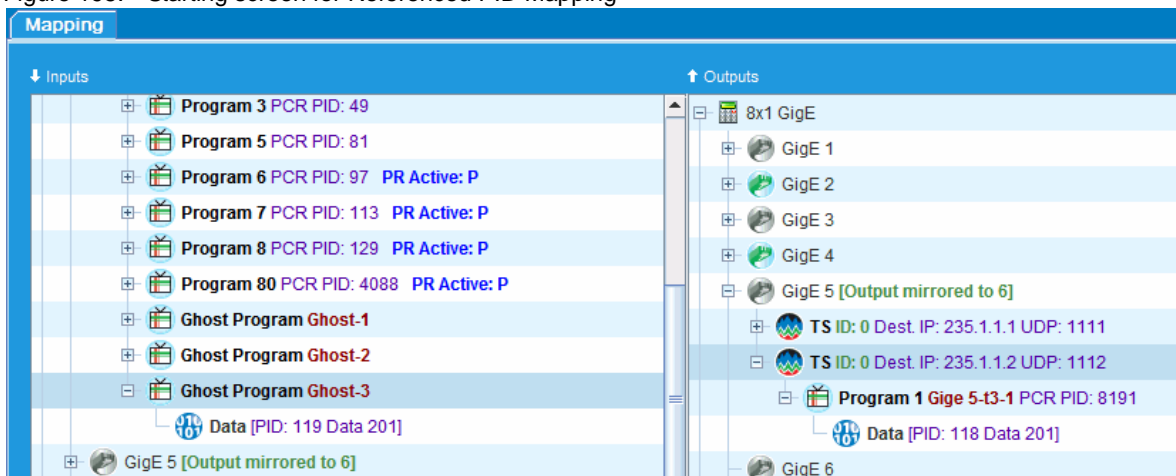 Mapping
Inputs
Program 3 PCR PID: 49
Program 5 PCR PID: 81
Program 6 PCR PID: 97 PR Active: P
Program 7 PCR PID: 113 PR Active: P
Program 8 PCR PID: 129 PR Active: P
Program 80 PCR PID: 4088 PR Active: P
Ghost Program Ghost-1
Ghost Program Ghost-2
Ghost Program Ghost-3
Data [PID: 119 Data 201]
GigE 5 [Output mirrored to 6]
Outputs
8x1 GigE
GigE 1
GigE 2
GigE 3
GigE 4
GigE 5 [Output mirrored to 6]
TS ID: 0 Dest. IP: 235.1.1.1 UDP: 1111
TS ID: 0 Dest. IP: 235.1.1.2 UDP: 1112
Program 1 Gige 5-t3-1 PCR PID: 8191
Data [PID: 118 Data 201]
GigE 6